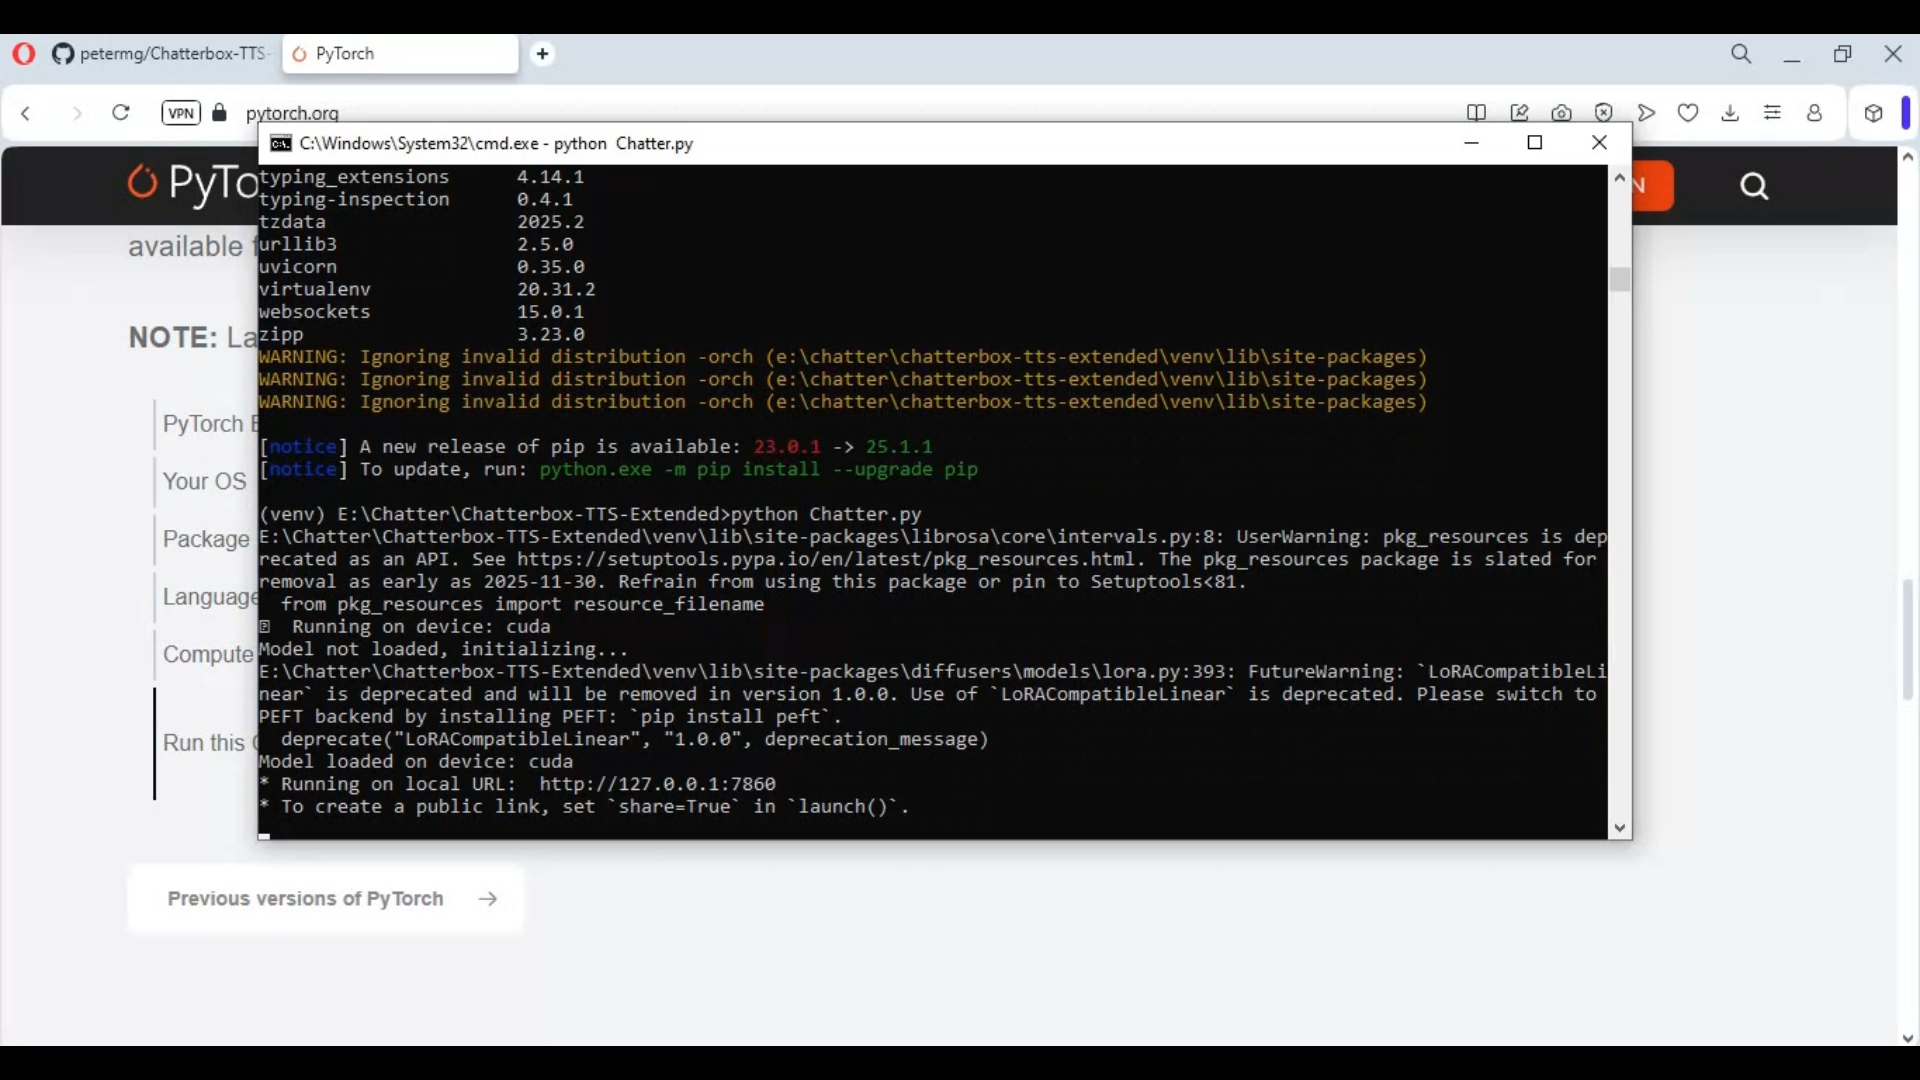 petermg/Chatterbox-TTS-
PyTorch
VPN
pytorch.org
C:\Windows\System32\cmd.exe - python  Chatter.py
PyTo
N
available f
NOTE: La
PyTorch B
Your OS
Package
Language
Compute
Run this C
typing_extensions      4.14.1
typing-inspection      0.4.1
tzdata                 2025.2
urllib3                2.5.0
uvicorn                0.35.0
virtualenv             20.31.2
websockets             15.0.1
zipp                   3.23.0
WARNING: Ignoring invalid distribution -orch (e:\chatter\chatterbox-tts-extended\venv\lib\site-packages)
WARNING: Ignoring invalid distribution -orch (e:\chatter\chatterbox-tts-extended\venv\lib\site-packages)
WARNING: Ignoring invalid distribution -orch (e:\chatter\chatterbox-tts-extended\venv\lib\site-packages)
[notice] A new release of pip is available: 23.0.1 -> 25.1.1
[notice] To update, run: python.exe -m pip install --upgrade pip
(venv) E:\Chatter\Chatterbox-TTS-Extended>python Chatter.py
E:\Chatter\Chatterbox-TTS-Extended\venv\lib\site-packages\librosa\core\intervals.py:8: UserWarning: pkg_resources is dep
recated as an API. See https://setuptools.pypa.io/en/latest/pkg_resources.html. The pkg_resources package is slated for
removal as early as 2025-11-30. Refrain from using this package or pin to Setuptools<81.
  from pkg_resources import resource_filename
Running on device: cuda
Model not loaded, initializing...
E:\Chatter\Chatterbox-TTS-Extended\venv\lib\site-packages\diffusers\models\lora.py:393: FutureWarning: `LoRACompatibleLi
near` is deprecated and will be removed in version 1.0.0. Use of `LoRACompatibleLinear` is deprecated. Please switch to
PEFT backend by installing PEFT: `pip install peft`.
  deprecate("LoRACompatibleLinear", "1.0.0", deprecation_message)
Model loaded on device: cuda
* Running on local URL:  http://127.0.0.1:7860
* To create a public link, set `share=True` in `launch()`.
Previous versions of PyTorch